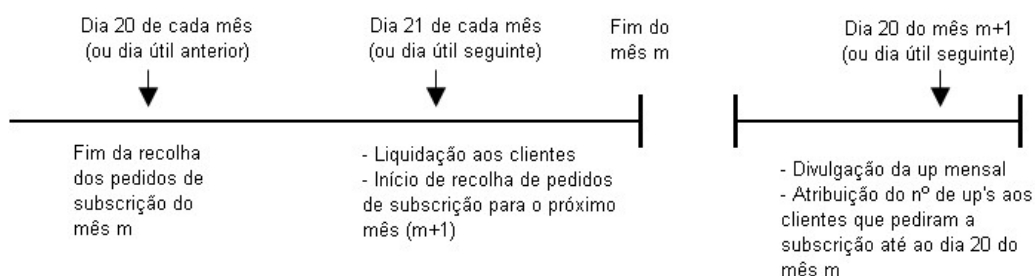 Dia 20 de cada mês
(ou dia útil anterior)
Dia 21 de cada mês
(ou dia útil seguinte)
Fim do
mês m
Dia 20 do mês m+1
(ou dia útil seguinte)
Fim da recolha
dos pedidos de
subscrição do
mês m
- Liquidação aos clientes
- Início de recolha de pedidos
de subscrição para o próximo
mês (m+1)
- Divulgação da up mensal
- Atribuição do nº de up's aos
clientes que pediram a
subscrição até ao dia 20 do
mês m